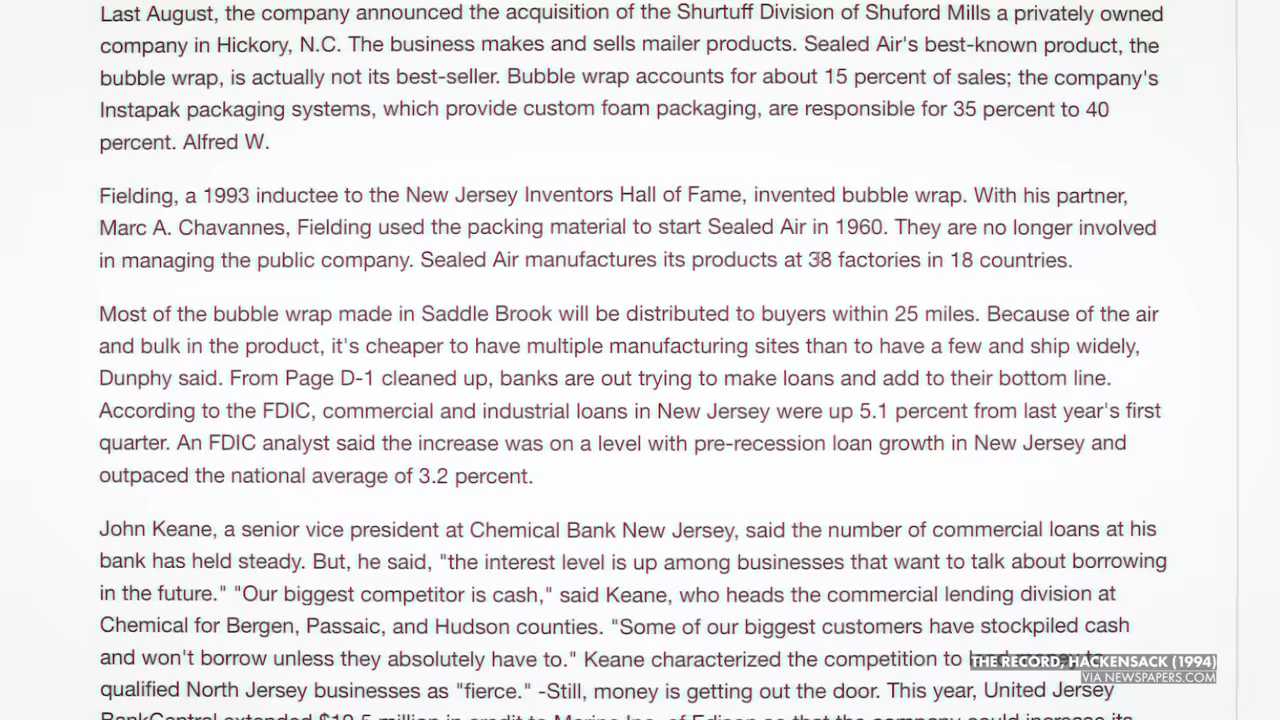 Last August, the company announced the acquisition of the Shurtuff Division of Shuford Mills a privately owned
company in Hickory, N.C. The business makes and sells mailer products. Sealed Air's best-known product, the
bubble wrap, is actually not its best-seller. Bubble wrap accounts for about 15 percent of sales; the company's
Instapak packaging systems, which provide custom foam packaging, are responsible for 35 percent to 40
percent. Alfred W.
Fielding, a 1993 inductee to the New Jersey Inventors Hall of Fame, invented bubble wrap. With his partner,
Marc A. Chavannes, Fielding used the packing material to start Sealed Air in 1960. They are no longer involved
in managing the public company. Sealed Air manufactures its products at 38 factories in 18 countries.
Most of the bubble wrap made in Saddle Brook will be distributed to buyers within 25 miles. Because of the air
and bulk in the product, it's cheaper to have multiple manufacturing sites than to have a few and ship widely,
Dunphy said. From Page D-1 cleaned up, banks are out trying to make loans and add to their bottom line.
According to the FDIC, commercial and industrial loans in New Jersey were up 5.1 percent from last year's first
quarter. An FDIC analyst said the increase was on a level with pre-recession loan growth in New Jersey and
outpaced the national average of 3.2 percent.
John Keane, a senior vice president at Chemical Bank New Jersey, said the number of commercial loans at his
bank has held steady. But, he said, "the interest level is up among businesses that want to talk about borrowing
in the future." "Our biggest competitor is cash," said Keane, who heads the commercial lending division at
Chemical for Bergen, Passaic, and Hudson counties. "Some of our biggest customers have stockpiled cash
and won't borrow unless they absolutely have to." Keane characterized the competition to
THE RECORD, HACKENSACK (1994)
VIA NEWSPAPERS.COM
qualified North Jersey businesses as "fierce." -Still, money is getting out the door. This year, United Jersey